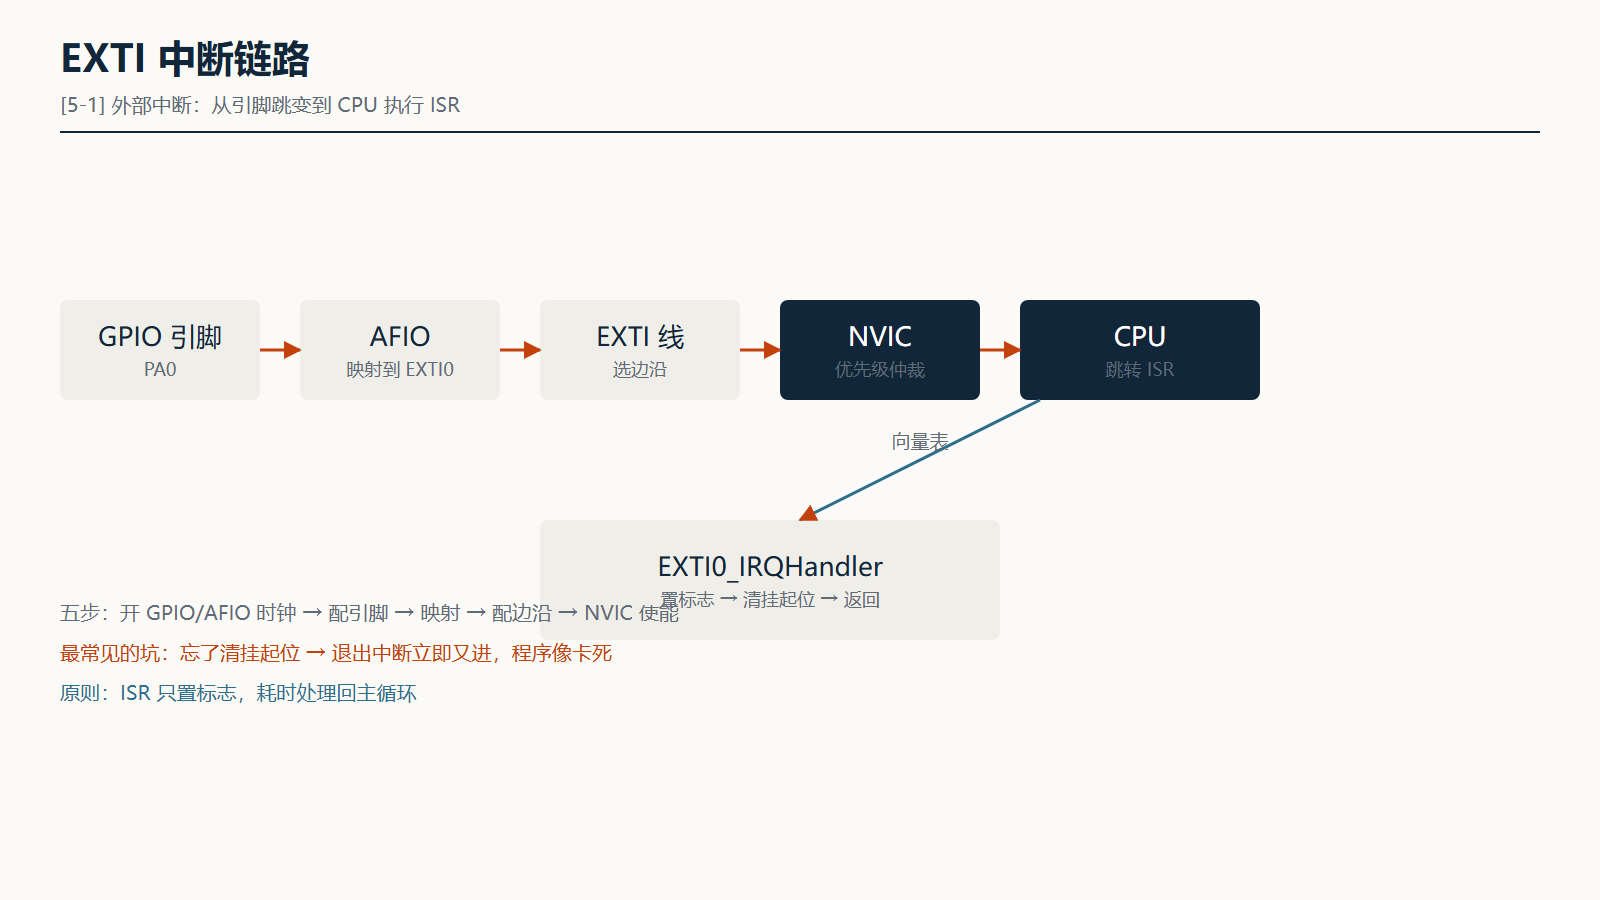 EXTI 中断链路
[5-1] 外部中断：从引脚跳变到 CPU 执行 ISR
GPIO 引脚
PA0
AFIO
映射到 EXTI0
EXTI 线
选边沿
NVIC
优先级仲裁
CPU
跳转 ISR
向量表
EXTI0_IRQHandler
置标志 → 清挂起位 → 返回
五步：开 GPIO/AFIO 时钟 → 配引脚 → 映射 → 配边沿 → NVIC 使能
最常见的坑：忘了清挂起位 → 退出中断立即又进，程序像卡死
原则：ISR 只置标志，耗时处理回主循环